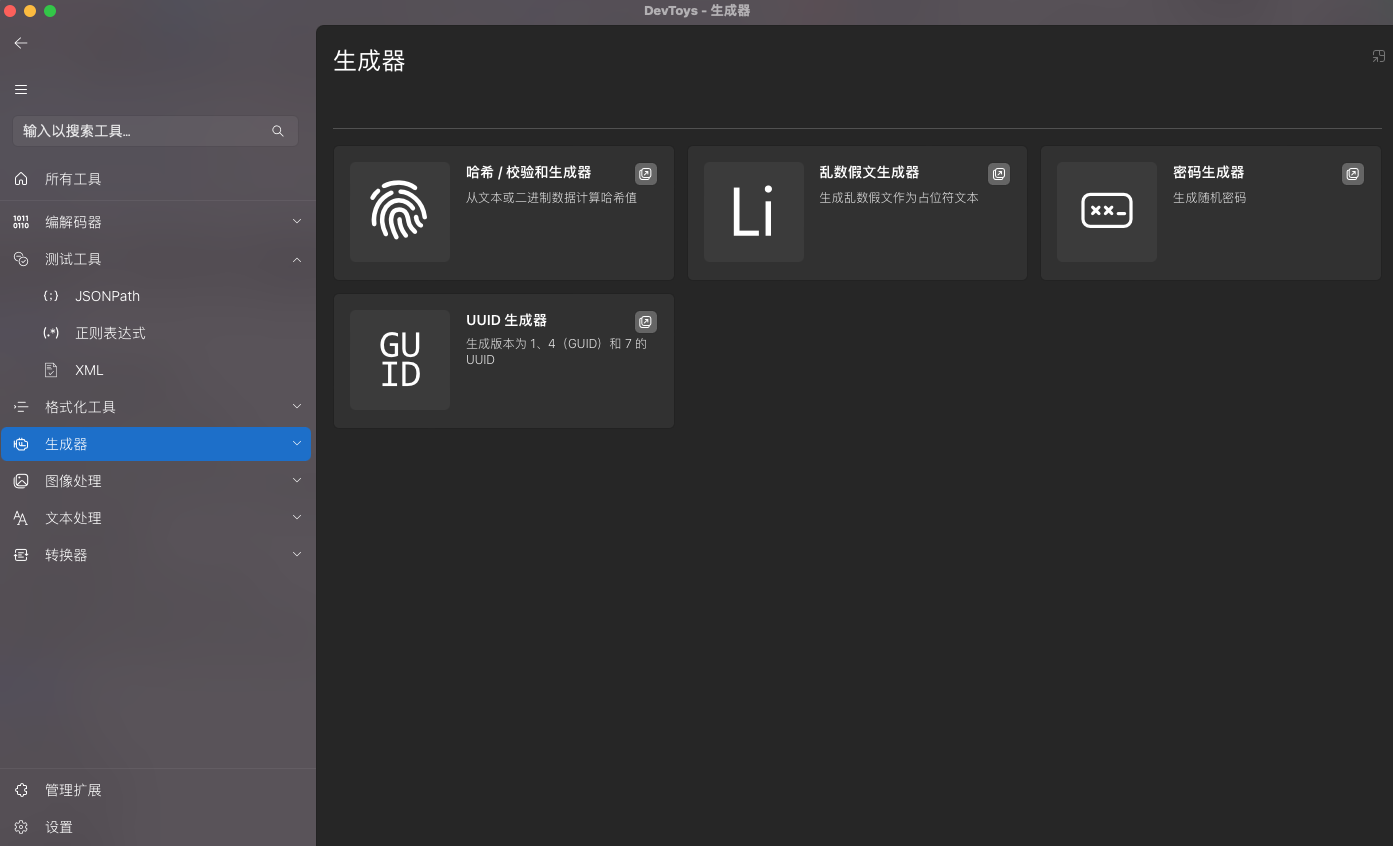 DevToys - 生成器
输入以搜索工具...
所有工具
1011
0110
编解码器
测试工具
{;} JSONPath
(.*) 正则表达式
XML
格式化工具
生成器
图像处理
文本处理
转换器
管理扩展
设置
生成器
哈希 / 校验和生成器
从文本或二进制数据计算哈希值
Li
乱数假文生成器
生成乱数假文作为占位符文本
密码生成器
生成随机密码
GU
ID
UUID 生成器
生成版本为 1、4（GUID）和 7 的
UUID